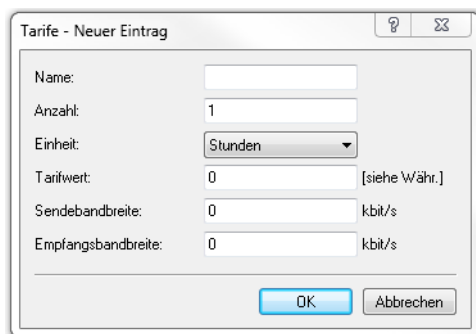 Tarife - Neuer Eintrag
Name:
Anzahl: 1
Einheit: Stunden
Tarifwert: 0 [siehe Währ.]
Sendebandbreite: 0 kbit/s
Empfangsbandbreite: 0 kbit/s
OK Abbrechen